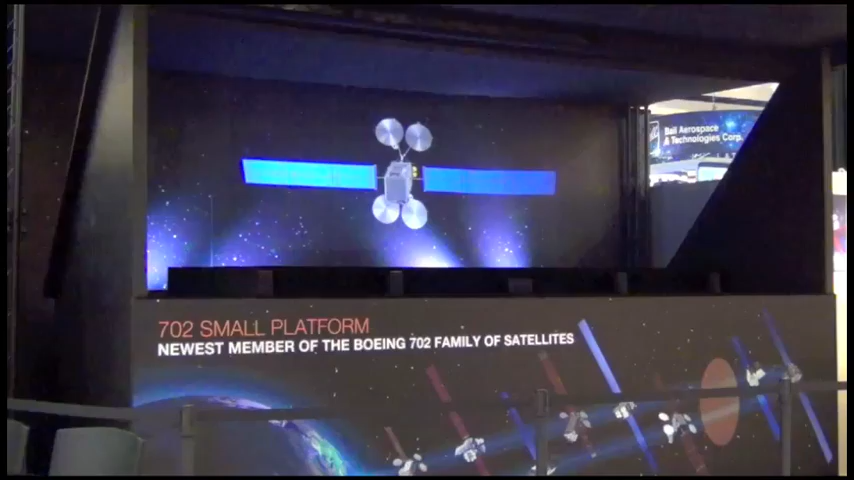 Ball Aerospace
& Technologies Corp.
702 SMALL PLATFORM
NEWEST MEMBER OF THE BOEING 702 FAMILY OF SATELLITES